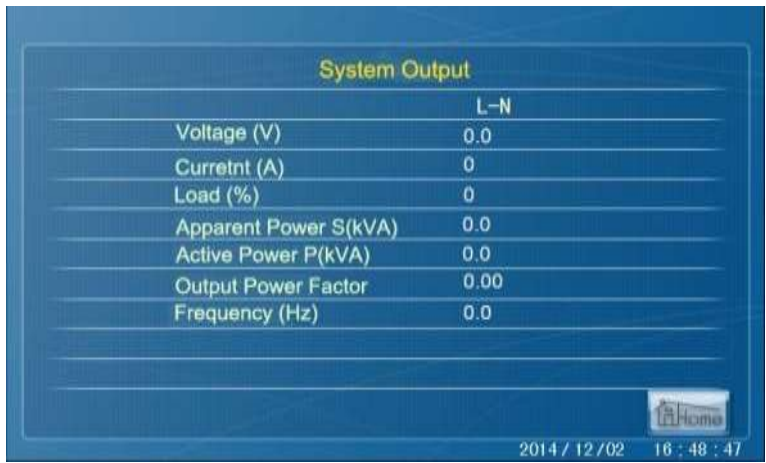 System Output
L-N
Voltage (V) 0.0
Curretnt (A) 0
Load (%) 0
Apparent Power S(kVA) 0.0
Active Power P(kVA) 0.0
Output Power Factor 0.00
Frequency (Hz) 0.0
Home
2014 / 12 / 02 16 : 48 : 47